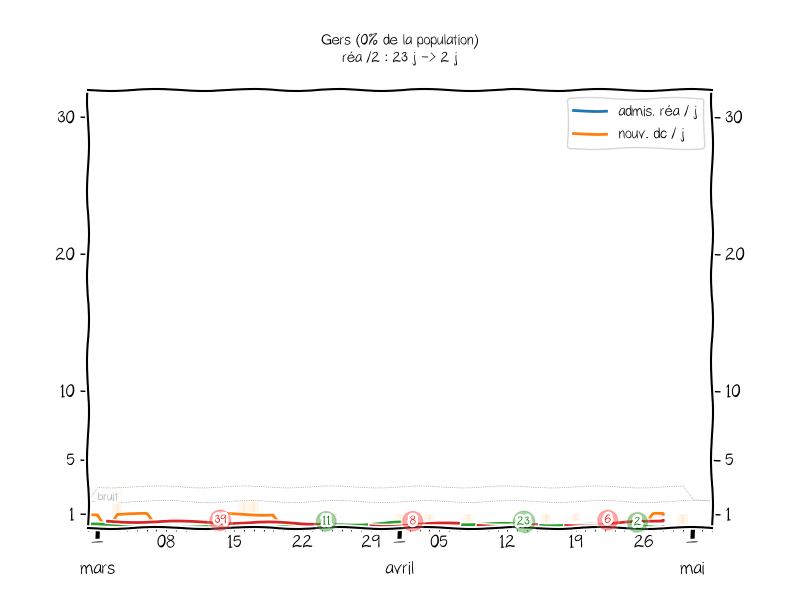 Gers (0% de la population)
réa /2 : 23 j -> 2 j
admis. réa / j
nouv. dc / j
30 30
20 20
10 10
5 5
bruit
1 1
39 11 8 23 6 2
08 15 22 29 05 12 19 26
mars avril mai